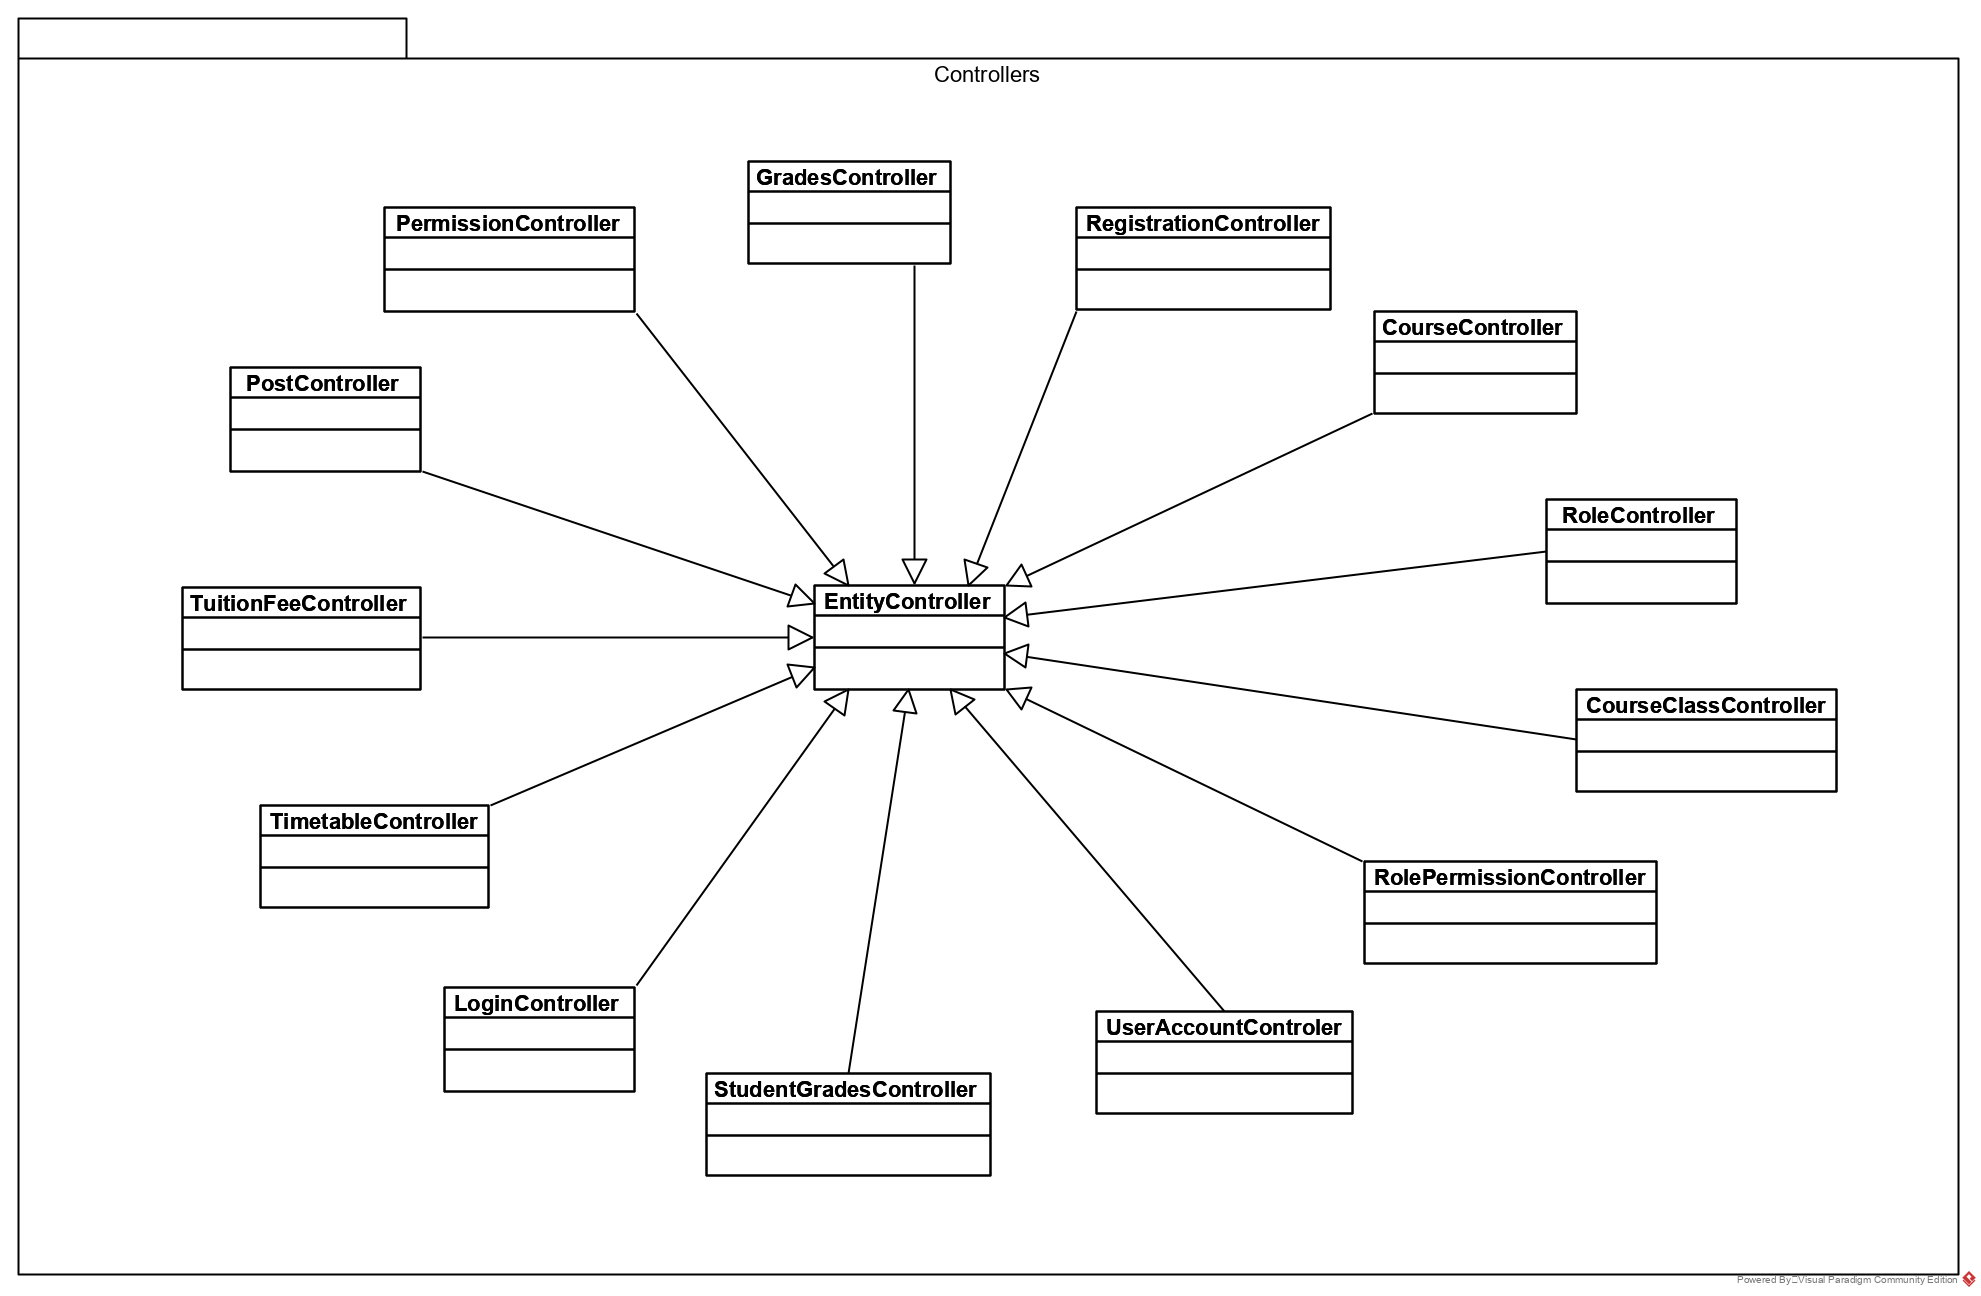 Controllers
GradesController
PermissionController
RegistrationController
CourseController
PostController
RoleController
EntityController
TuitionFeeController
CourseClassController
TimetableController
RolePermissionController
LoginController
UserAccountControler
StudentGradesController
Powered By Visual Paradigm Community Edition